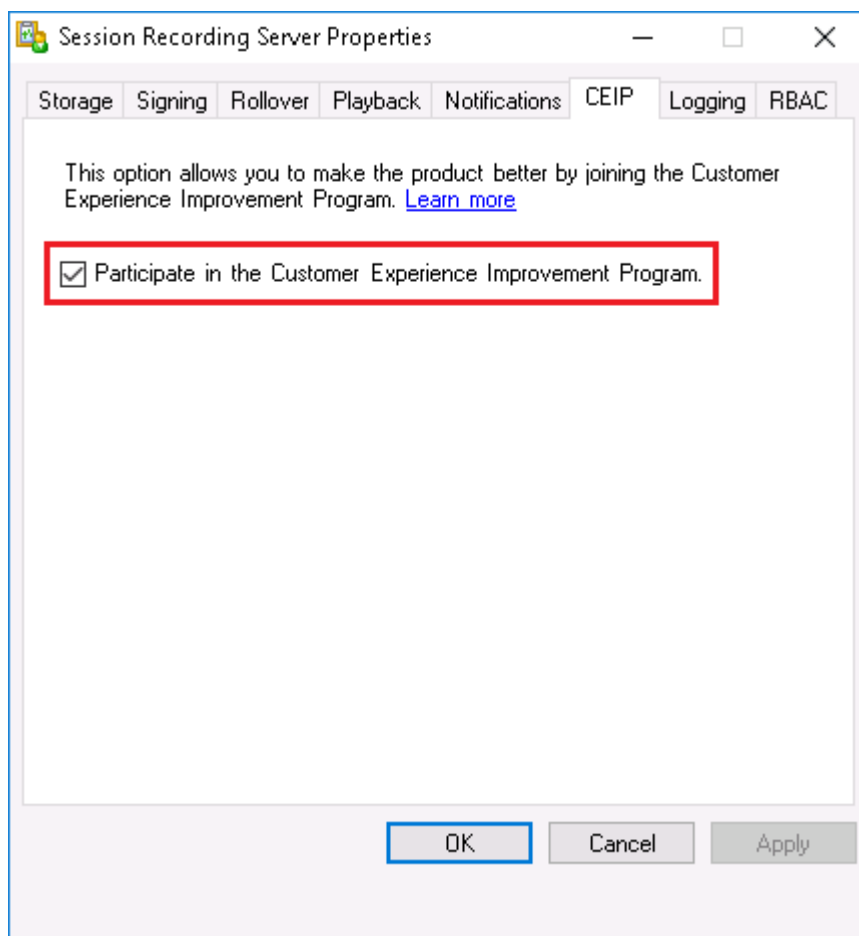 Session Recording Server Properties
Storage Signing Rollover Playback Notifications CEIP Logging RBAC
This option allows you to make the product better by joining the Customer
Experience Improvement Program. Learn more
Participate in the Customer Experience Improvement Program.
OK Cancel Apply